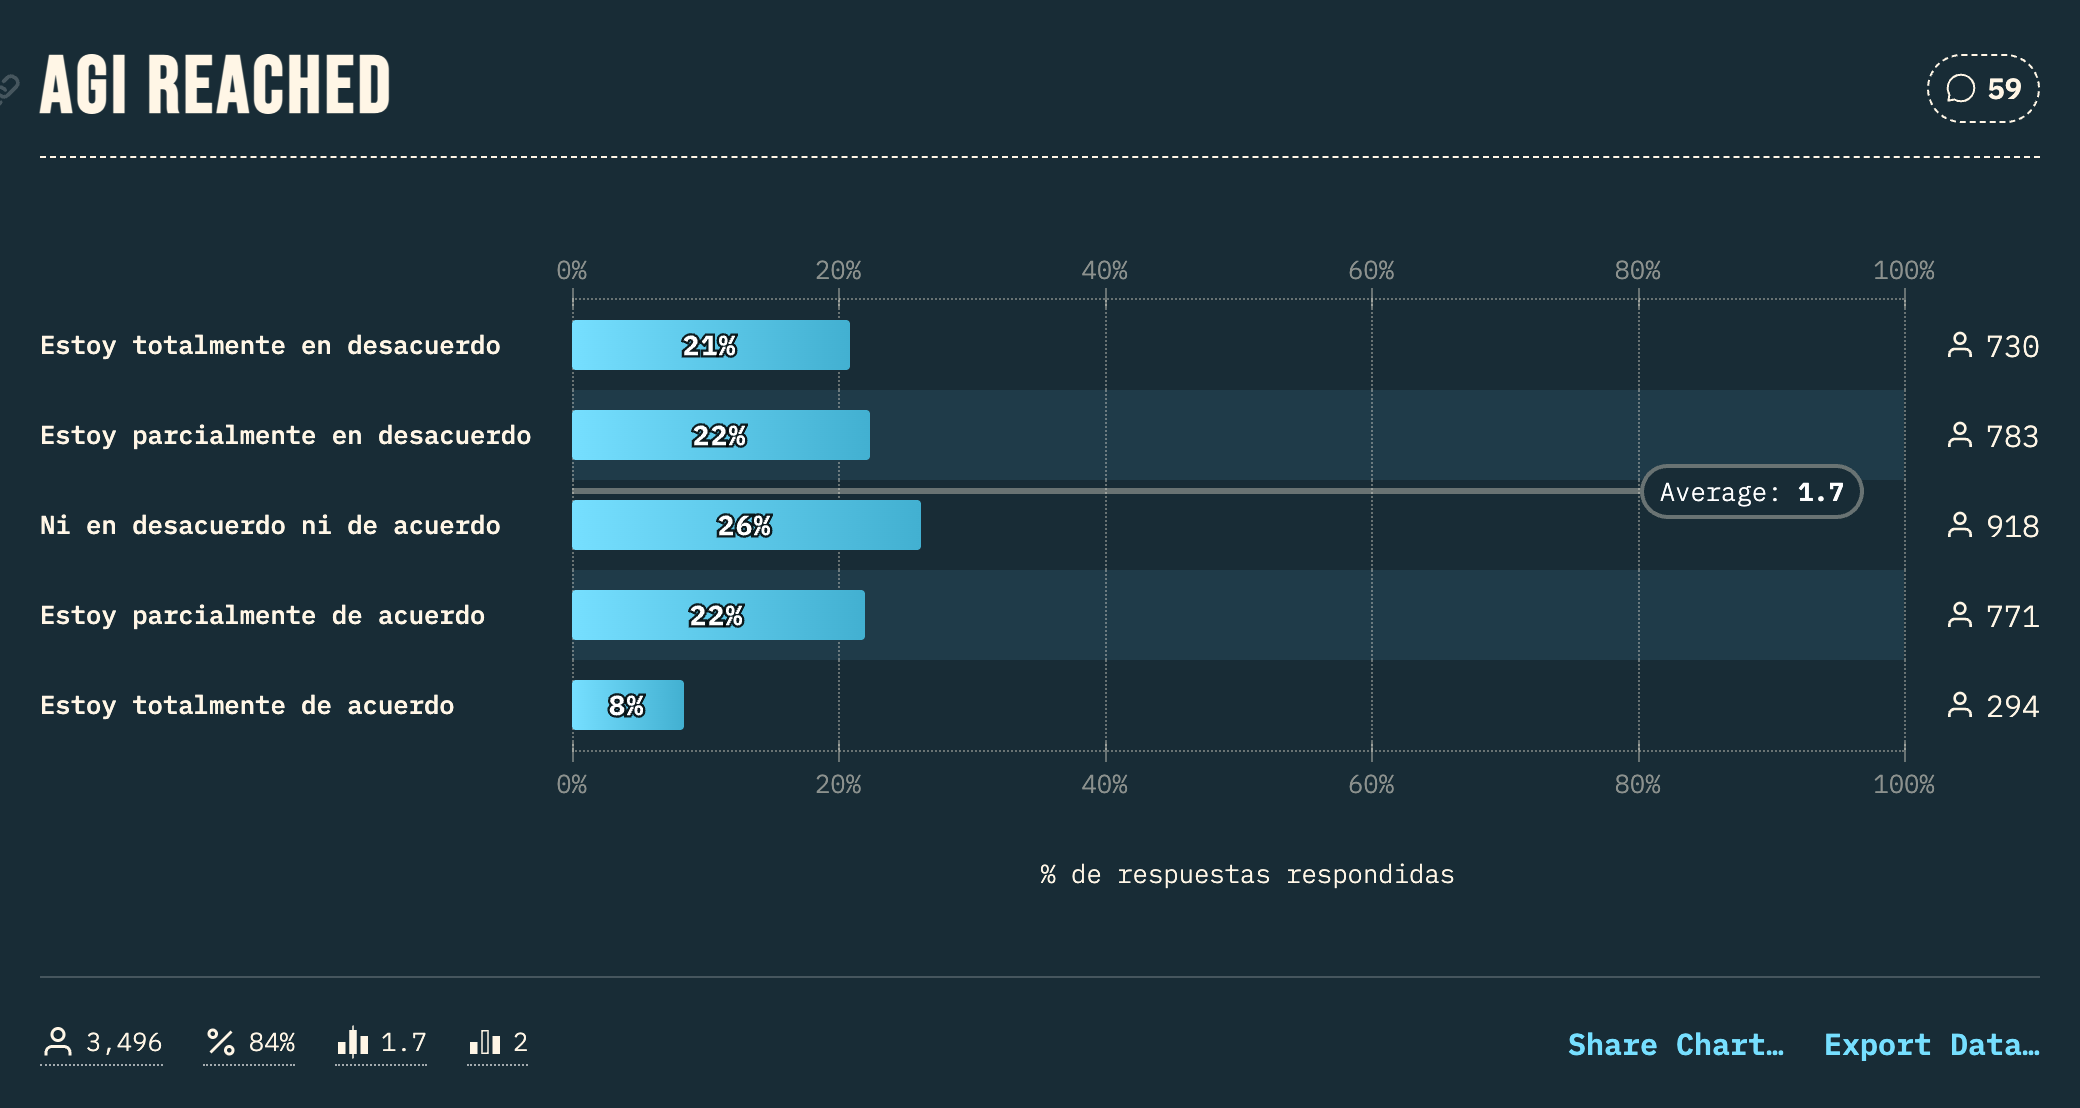 AGI REACHED
59
0% 20% 40% 60% 80% 100%
Estoy totalmente en desacuerdo 21% 730
Estoy parcialmente en desacuerdo 22% 783
Average: 1.7
Ni en desacuerdo ni de acuerdo 26% 918
Estoy parcialmente de acuerdo 22% 771
Estoy totalmente de acuerdo 8% 294
0% 20% 40% 60% 80% 100%
% de respuestas respondidas
3,496 % 84% 1.7 2 Share Chart… Export Data…